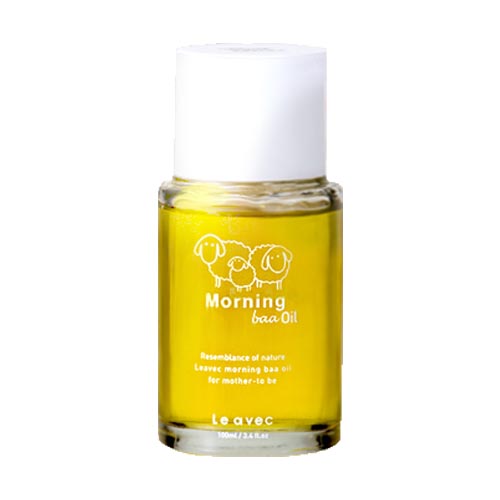 Morning
baa Oil
Resemblance of nature
Leavec morning baa oil
for mother-to be
Le avec
100ml / 3.4 fl.oz